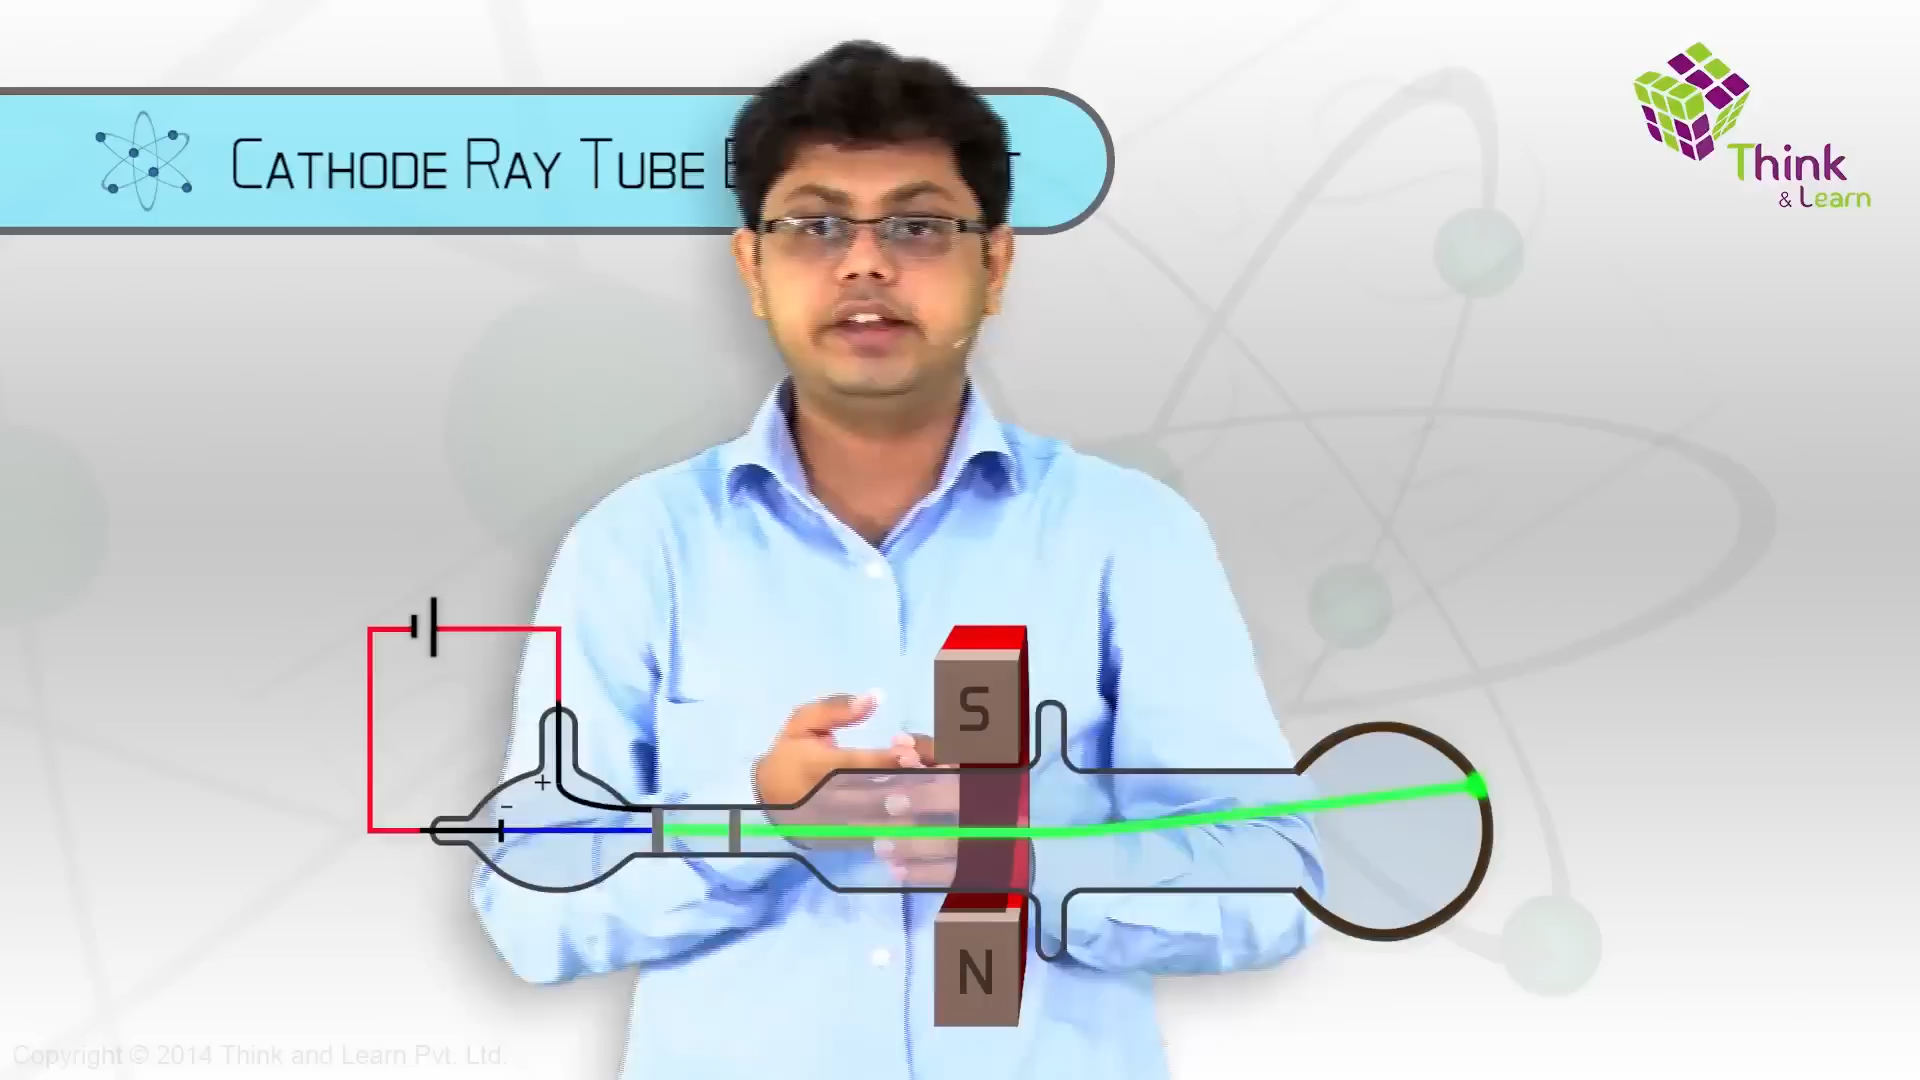 CATHODE RAY TUBE
Think
& Learn
+
-
S
N
Copyright © 2014 Think and Learn Pvt. Ltd.